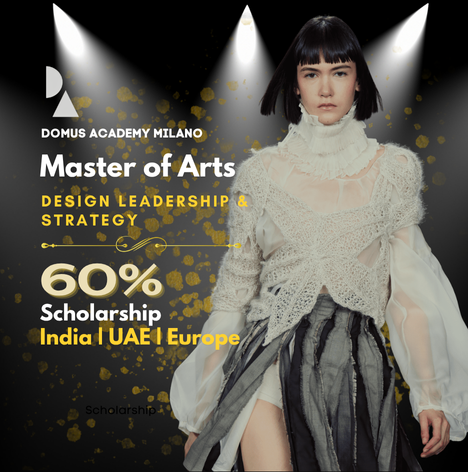 DOMUS ACADEMY MILANO
Master of Arts
DESIGN LEADERSHIP &
STRATEGY
60%
Scholarship
India | UAE | Europe
Scholarship